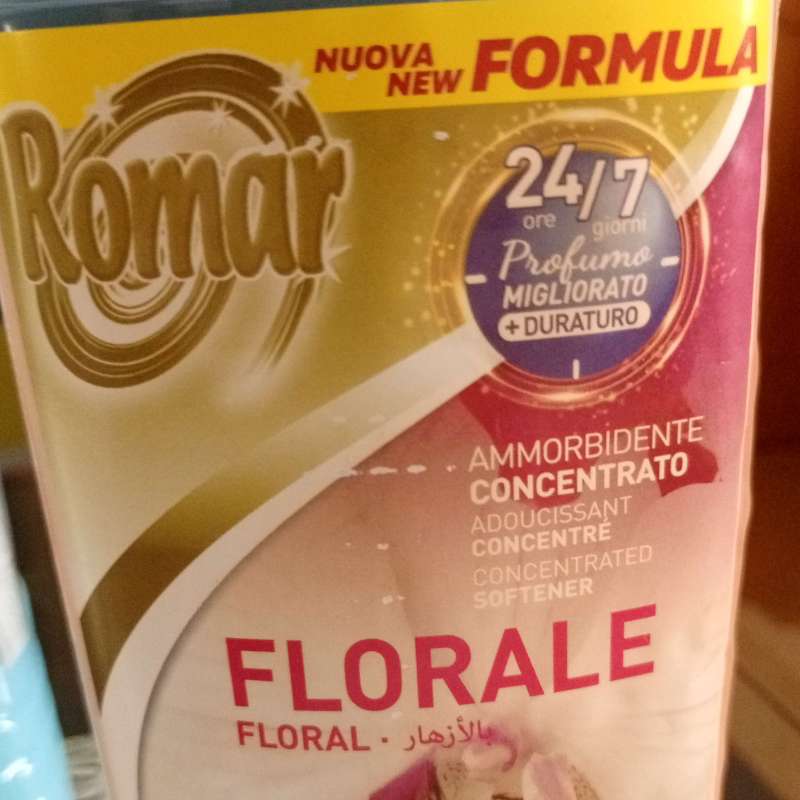 NUOVA
NEW FORMULA
Romar
24/7
ore giorni
Profumo
MIGLIORATO
+ DURATURO
AMMORBIDENTE
CONCENTRATO
ADOUCISSANT
CONCENTRÉ
CONCENTRATED
SOFTENER
FLORALE
FLORAL · بالأزهار